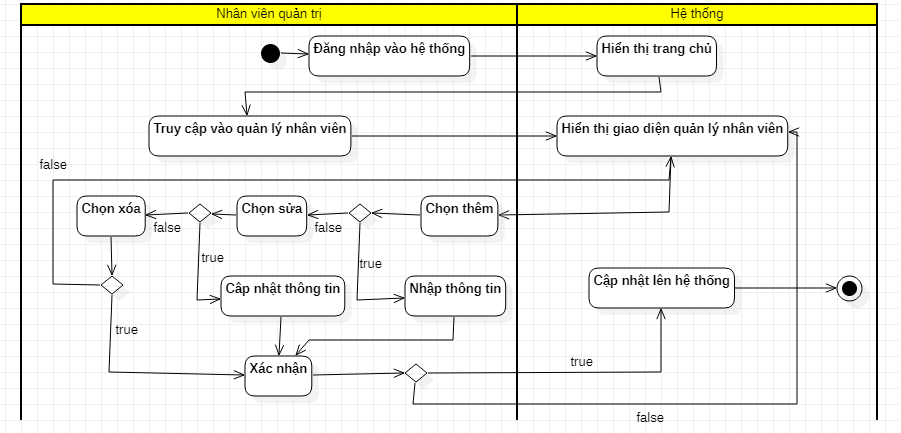 Nhân viên quản trị
Hệ thống
Đăng nhập vào hệ thống
Hiển thị trang chủ
Truy cập vào quản lý nhân viên
Hiển thị giao diện quản lý nhân viên
false
Chọn xóa
Chọn sửa
Chọn thêm
false
false
true
true
Câp nhật thông tin
Nhập thông tin
Cập nhật lên hệ thống
true
Xác nhận
true
false